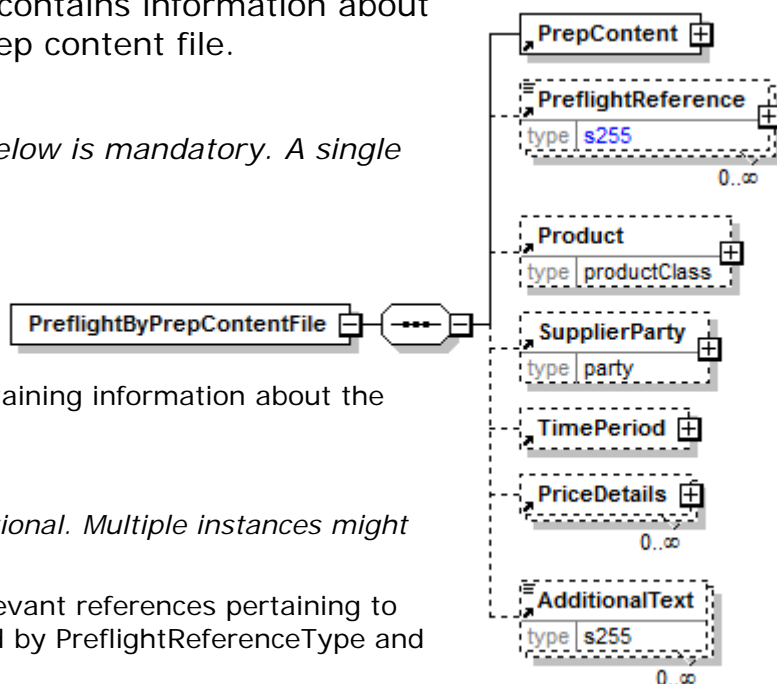 contains information about
ep content file.
elow is mandatory. A single
taining information about the
tional. Multiple instances might
evant references pertaining to
d by PreflightReferenceType and
PreflightByPrepContentFile
PrepContent
PreflightReference
type s255
0..∞
Product
type productClass
SupplierParty
type party
TimePeriod
PriceDetails
0..∞
AdditionalText
type s255
0..∞